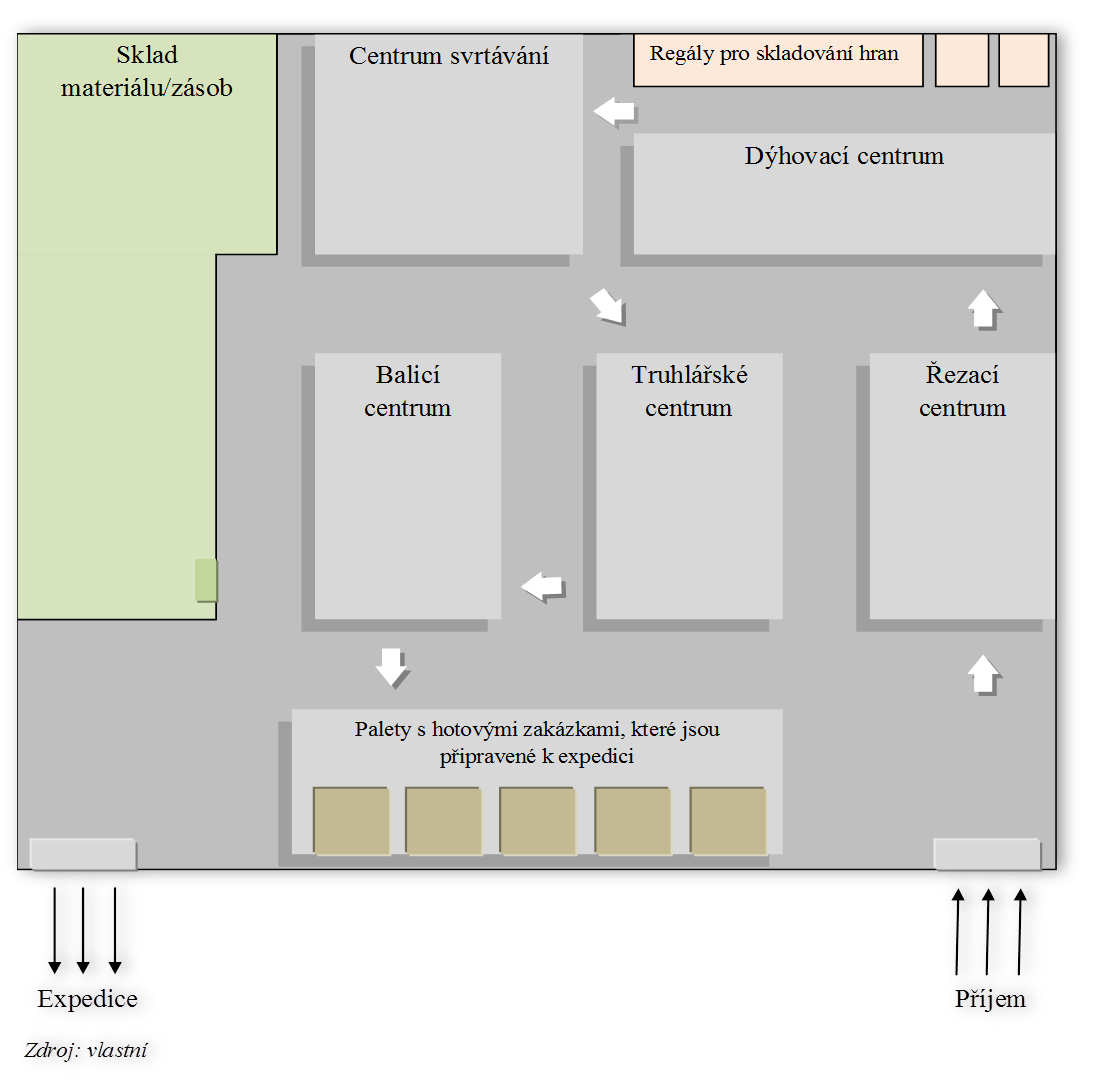 Sklad
materiálu/zásob
Centrum svrtávání
Regály pro skladování hran
Dýhovací centrum
Balicí
centrum
Truhlářské
centrum
Řezací
centrum
Palety s hotovými zakázkami, které jsou
připravené k expedici
Expedice
Příjem
Zdroj: vlastní